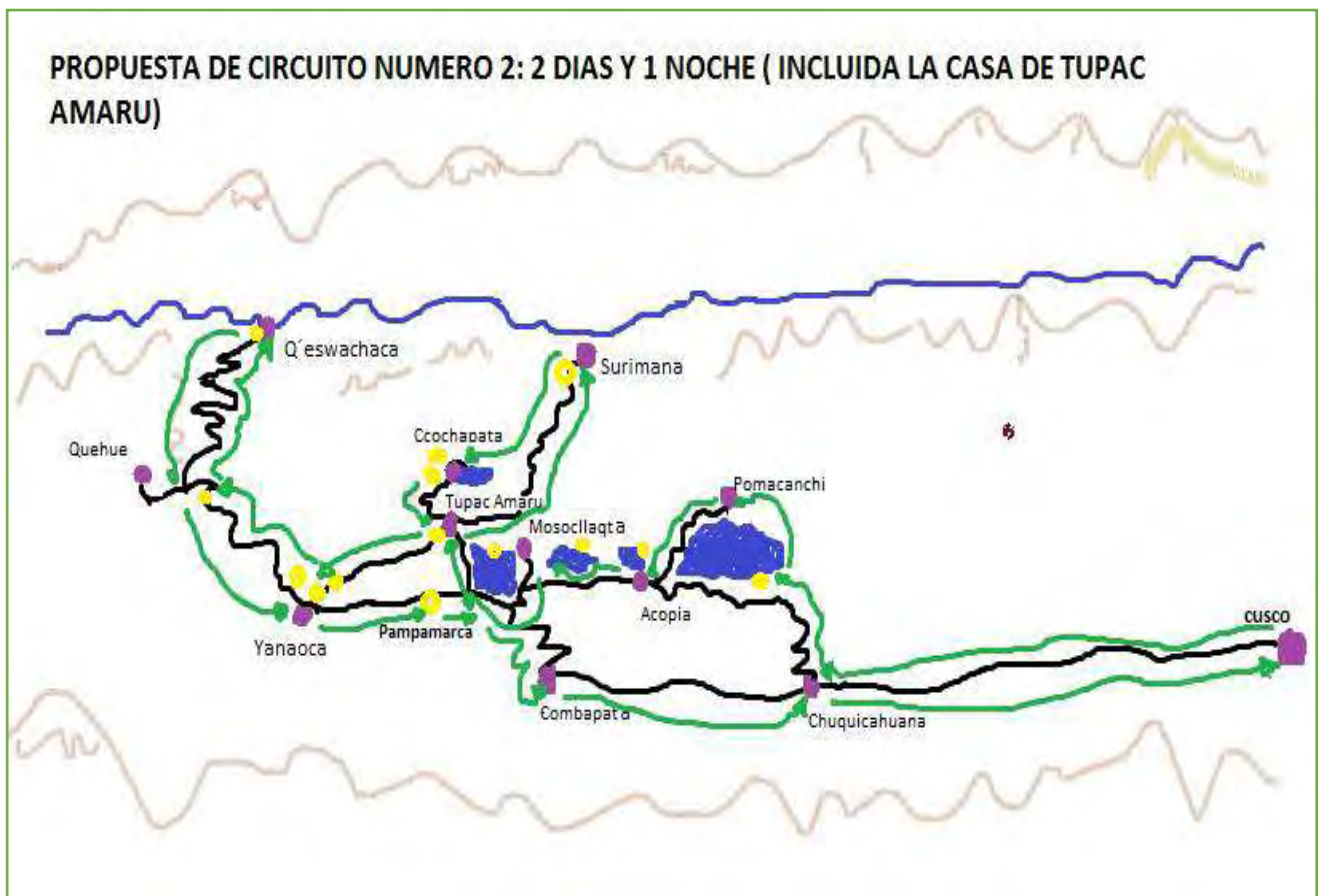 PROPUESTA DE CIRCUITO NUMERO 2: 2 DIAS Y 1 NOCHE ( INCLUIDA LA CASA DE TUPAC
AMARU)
Q´eswachaca
Surimana
Quehue
Ccochapata
Pomacanchi
Tupac Amaru
Mosocllaqta
Acopia
cusco
Pampamarca
Yanaoca
Combapata
Chuquicahuana